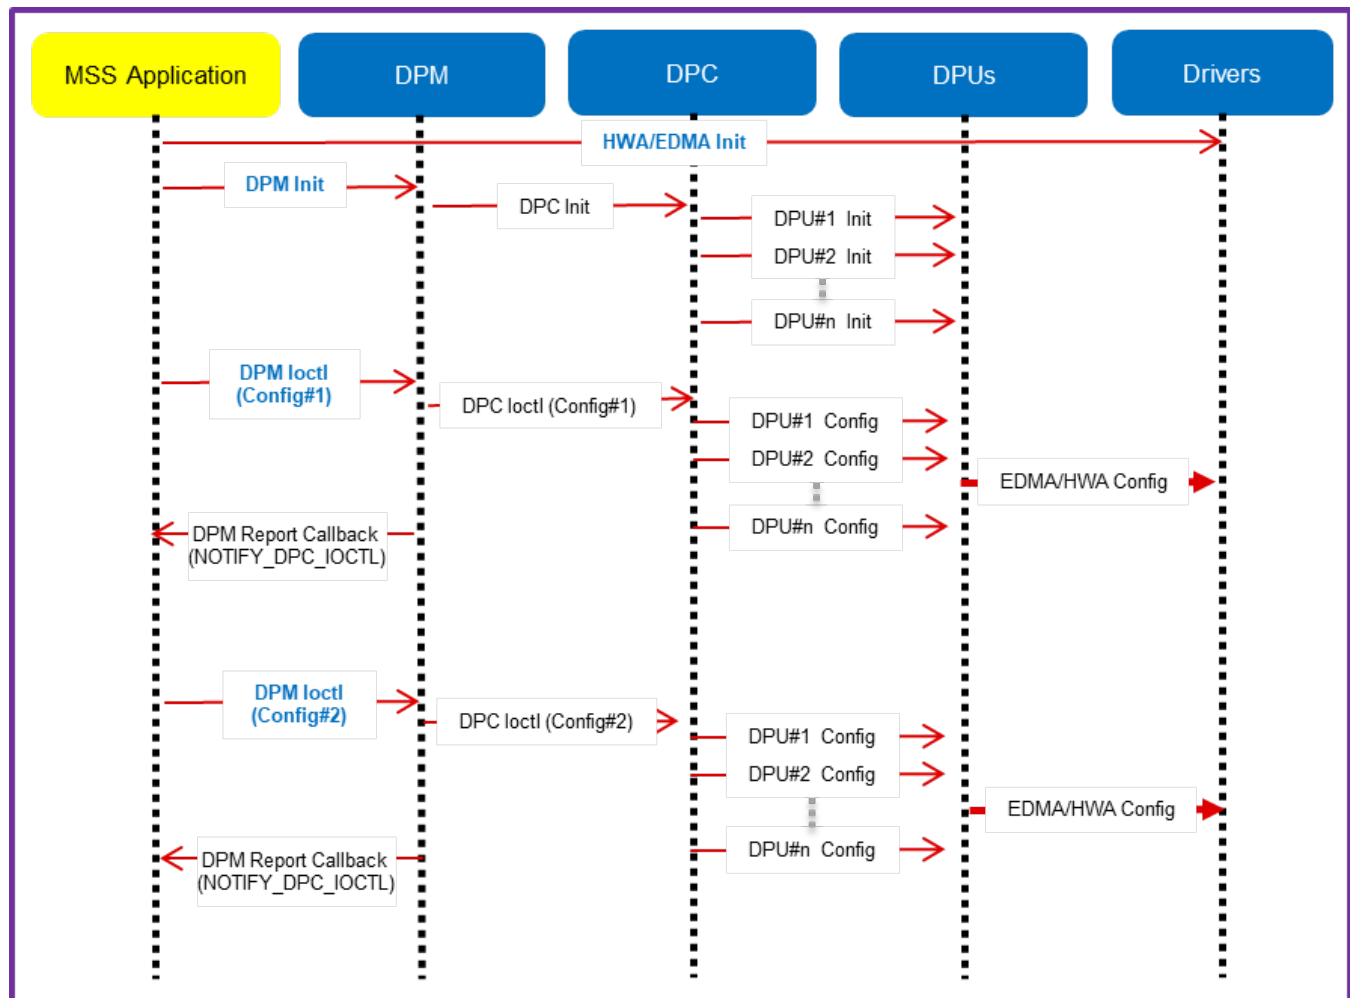 MSS Application
DPM
DPC
DPUs
Drivers
HWA/EDMA Init
DPM Init
DPC Init
DPU#1 Init
DPU#2 Init
DPU#n Init
DPM Ioctl
(Config#1)
DPC Ioctl (Config#1)
DPU#1 Config
DPU#2 Config
EDMA/HWA Config
DPU#n Config
DPM Report Callback
(NOTIFY_DPC_IOCTL)
DPM Ioctl
(Config#2)
DPC Ioctl (Config#2)
DPU#1 Config
DPU#2 Config
EDMA/HWA Config
DPU#n Config
DPM Report Callback
(NOTIFY_DPC_IOCTL)